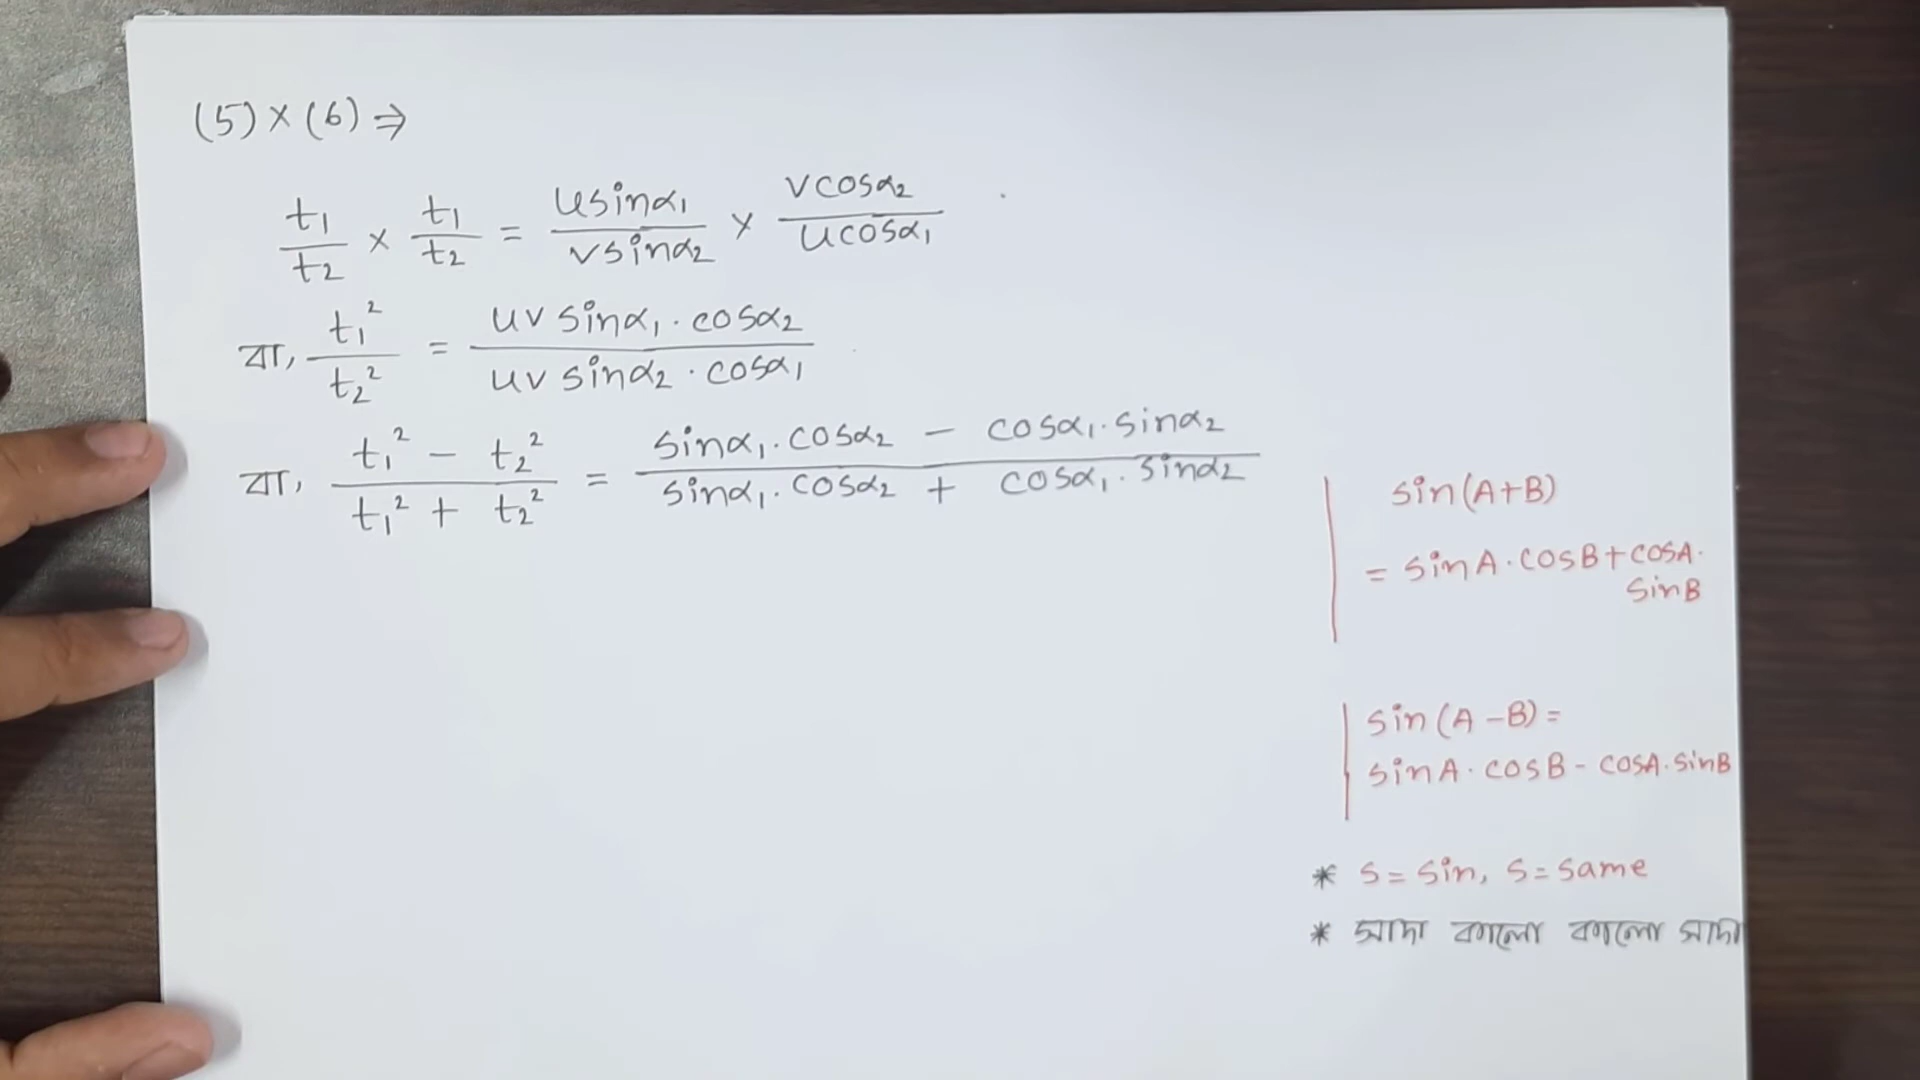 (5) × (6) ⇒
t₁/t₂ × t₁/t₂ = usinα₁/vsinα₂ × vcosα₂/ucosα₁
বা, t₁²/t₂² = uv sinα₁ · cosα₂ / uv sinα₂ · cosα₁
বা, (t₁² − t₂²)/(t₁² + t₂²) = (sinα₁ · cosα₂ − cosα₁ · sinα₂)/(sinα₁ · cosα₂ + cosα₁ · sinα₂)
sin(A+B)
= sinA · cosB + cosA ·
sinB
sin(A −B) =
sinA · cosB − cosA · sinB
* s = sin, s = same
* সাদা কালো কালো সাদা